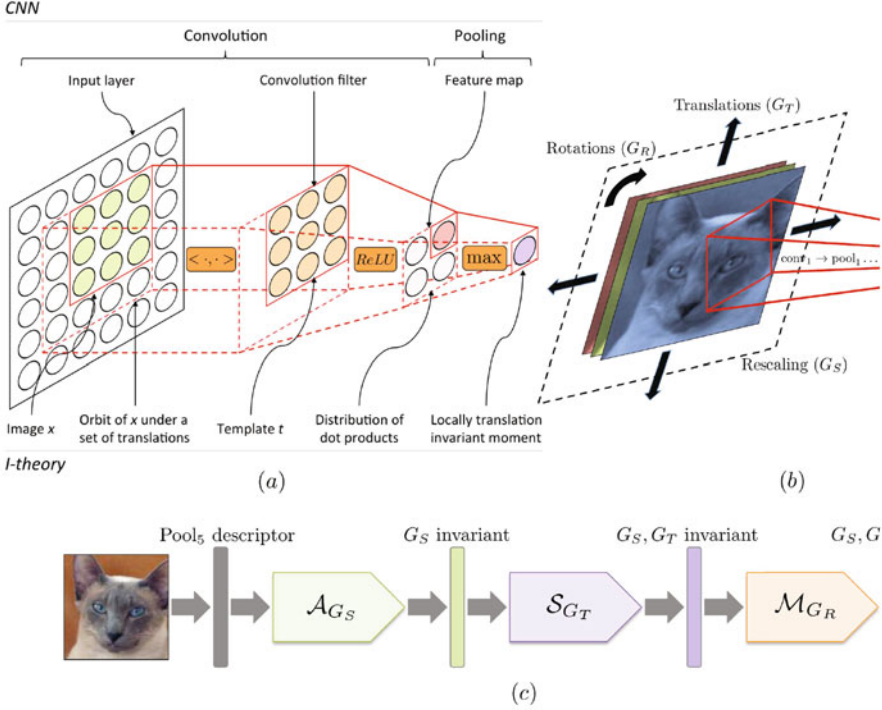 CNN
Convolution
Pooling
Input layer
Convolution filter
Feature map
< ·, · >
ReLU
max
Image x
Orbit of x under a
set of translations
Template t
Distribution of
dot products
Locally translation
invariant moment
I-theory
(a)
Translations (G_T)
Rotations (G_R)
conv₁ → pool₁ ...
Rescaling (G_S)
(b)
Pool₅ descriptor
G_S invariant
G_S, G_T invariant
G_S, G
𝒜_{G_S}
𝒮_{G_T}
ℳ_{G_R}
(c)